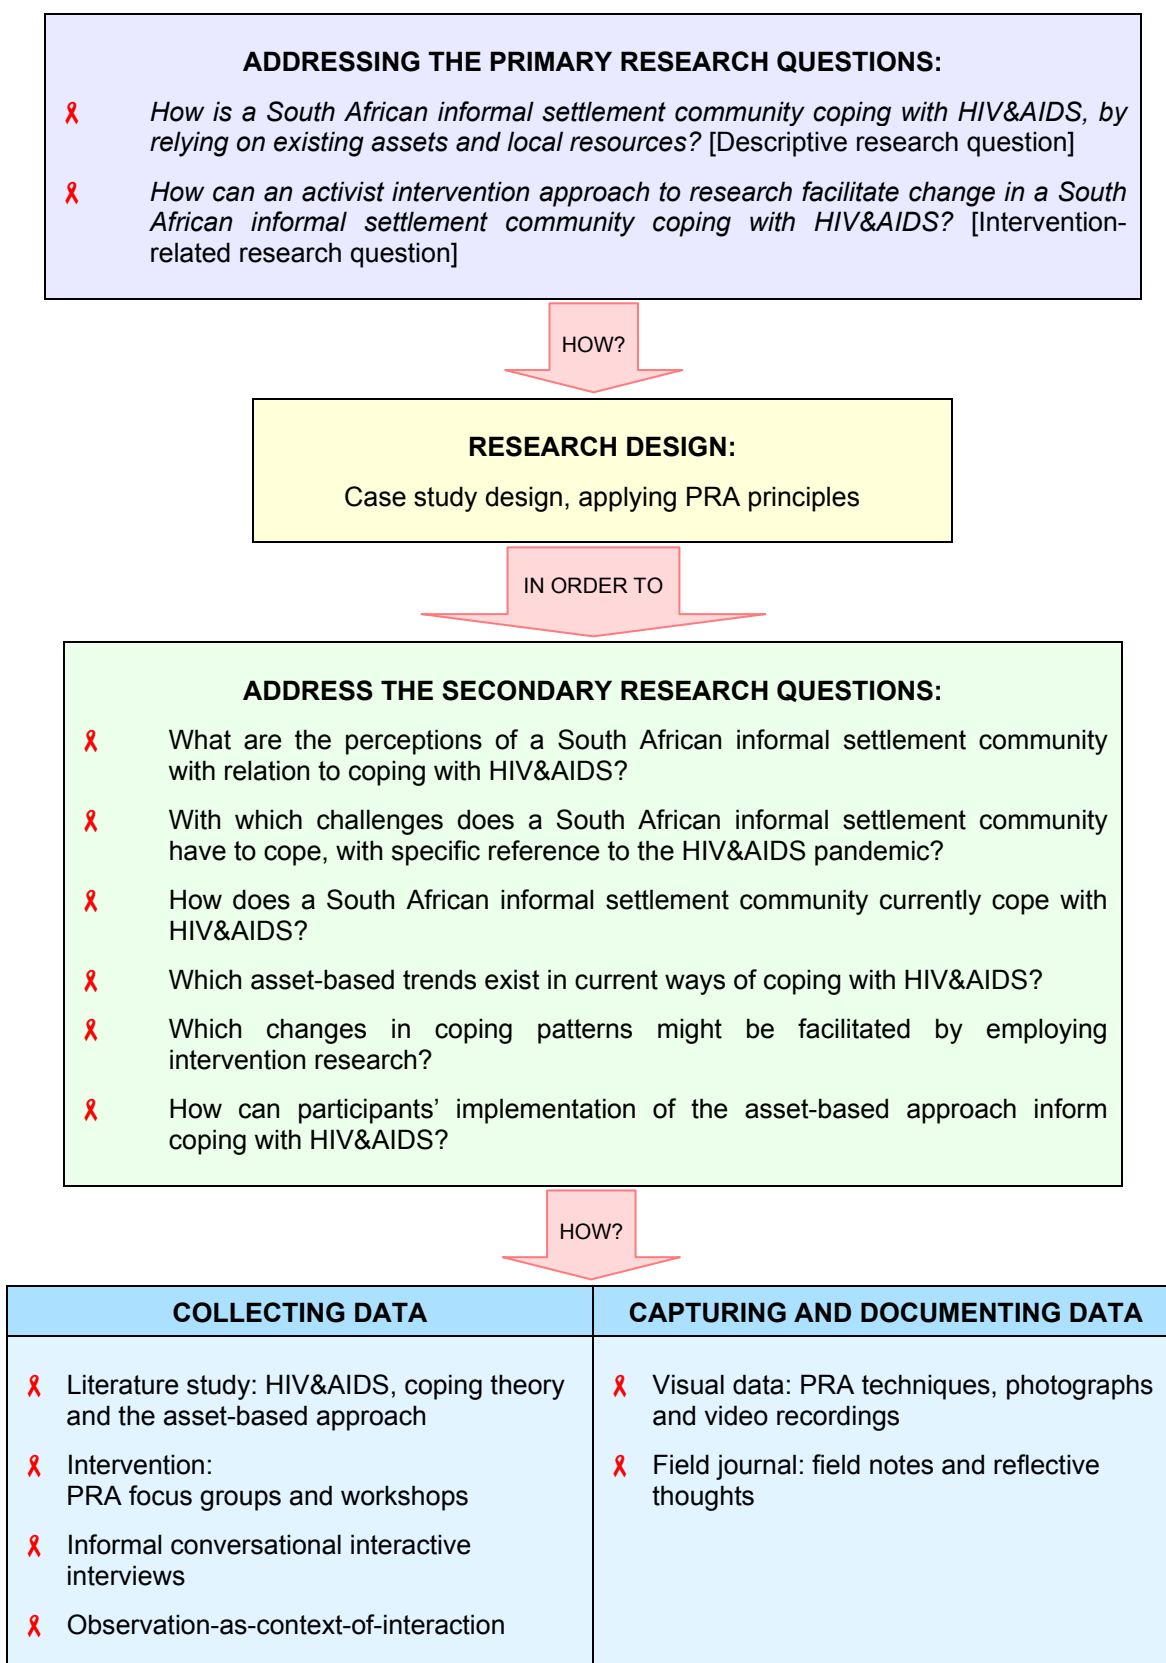 ADDRESSING THE PRIMARY RESEARCH QUESTIONS:
How is a South African informal settlement community coping with HIV&AIDS, by
relying on existing assets and local resources? [Descriptive research question]
How can an activist intervention approach to research facilitate change in a South
African informal settlement community coping with HIV&AIDS? [Intervention-
related research question]
HOW?
RESEARCH DESIGN:
Case study design, applying PRA principles
IN ORDER TO
ADDRESS THE SECONDARY RESEARCH QUESTIONS:
What are the perceptions of a South African informal settlement community
with relation to coping with HIV&AIDS?
With which challenges does a South African informal settlement community
have to cope, with specific reference to the HIV&AIDS pandemic?
How does a South African informal settlement community currently cope with
HIV&AIDS?
Which asset-based trends exist in current ways of coping with HIV&AIDS?
Which changes in coping patterns might be facilitated by employing
intervention research?
How can participants’ implementation of the asset-based approach inform
coping with HIV&AIDS?
HOW?
COLLECTING DATA
Literature study: HIV&AIDS, coping theory
and the asset-based approach
Intervention:
PRA focus groups and workshops
Informal conversational interactive
interviews
Observation-as-context-of-interaction
CAPTURING AND DOCUMENTING DATA
Visual data: PRA techniques, photographs
and video recordings
Field journal: field notes and reflective
thoughts